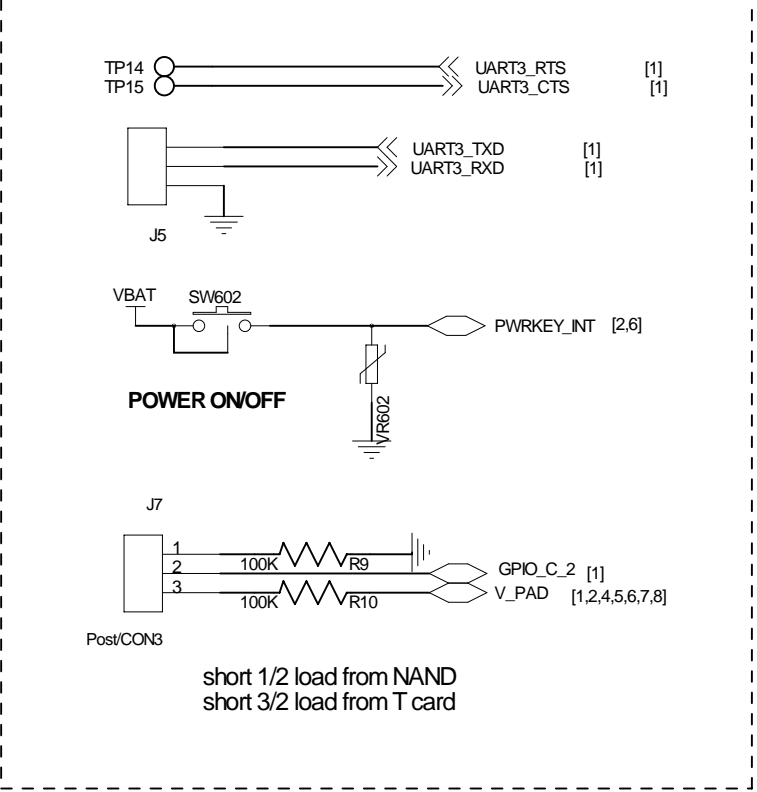 TP14 UART3_RTS [1]
TP15 UART3_CTS [1]
UART3_TXD [1]
UART3_RXD [1]
J5
VBAT SW602
PWRKEY_INT [2,6]
POWER ON/OFF
VR602
J7
1
100K R9
2
GPIO_C_2 [1]
3
100K R10
V_PAD [1,2,4,5,6,7,8]
Post/CON3
short 1/2 load from NAND
short 3/2 load from T card